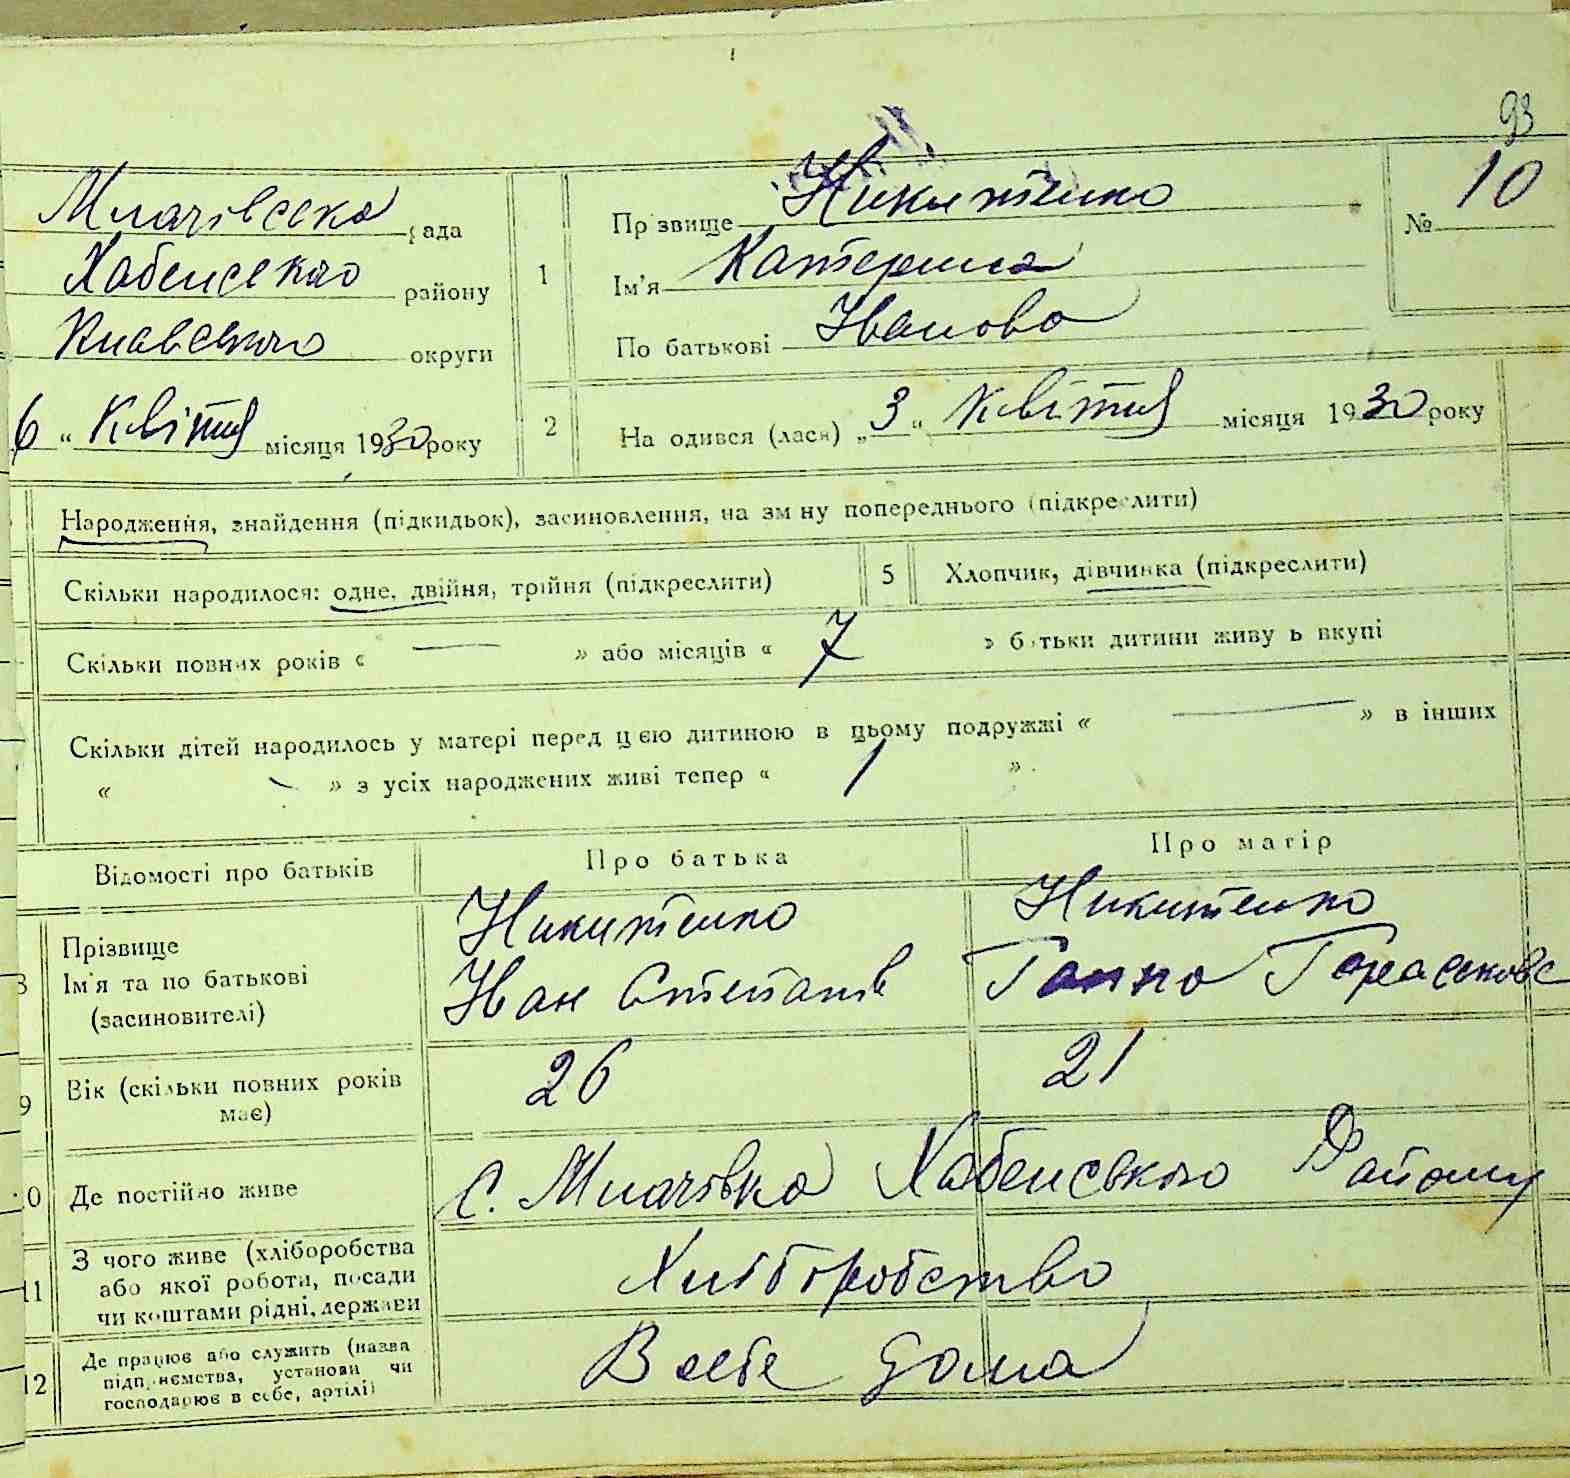 93
Млачівська рада
Хабенського району
Київського округи
6 " Квітня місяця 1930 року
1
Прізвище Никитенко
Ім'я Катерина
По батькові Іванова
№ 10
2
На одився (лася) „3" Квітня місяця 1930 року
Народження, знайдення (підкидьок), засиновлення, на зм ну попереднього (підкреслити)
Скільки народилося: одне, двійня, трійня (підкреслити)
5 Хлопчик, дівчинка (підкреслити)
Скільки повних років « — » або місяців « 7 » б тьки дитини живу ь вкупі
Скільки дітей народилось у матері перед цією дитиною в цьому подружжі « — » в інших
« — » з усіх народжених живі тепер « 1 »
Відомості про батьків
Про батька
Про матір
8 Прізвище
Ім'я та по батькові
(засиновителі)
Никитенко
Іван Степанів
Никитенко
Ганна
9 Вік (скільки повних років
має)
26
21
10 Де постійно живе
С. Млачівка Хабенського Району
11 З чого живе (хліборобства
або якої роботи, посади
чи коштами рідні, держави
Хліборобство
12 Де працює або служить (назва
підприємства, установи чи
господарює в себе, артілі)
В себе дома